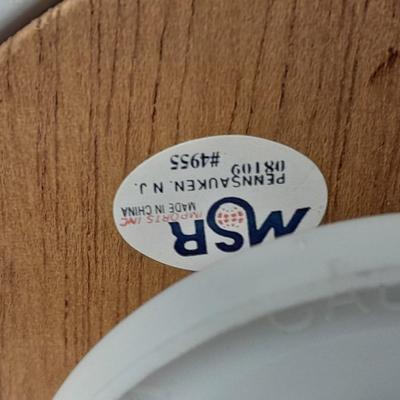 MSR
IMPORTS INC
MADE IN CHINA
PENNSAUKEN. N J.
08109
#4955